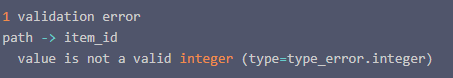 1 validation error
path -> item_id
  value is not a valid integer (type=type_error.integer)